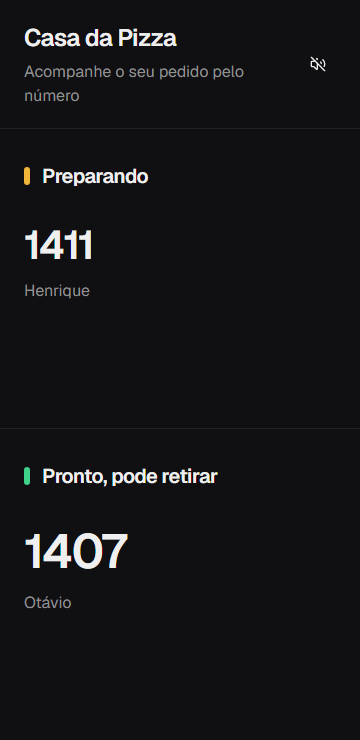 Casa da Pizza
Acompanhe o seu pedido pelo
número
Preparando
1411
Henrique
Pronto, pode retirar
1407
Otávio